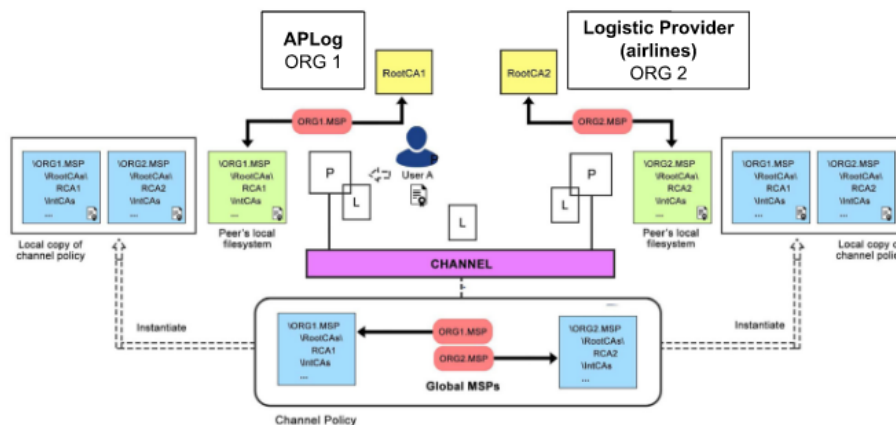 APLog
ORG 1
Logistic Provider
(airlines)
ORG 2
RootCA1
RootCA2
ORG1.MSP
ORG2.MSP
\ORG1.MSP
\RootCAs\
RCA1
\IntCAs
...
\ORG2.MSP
\RootCAs\
RCA2
\IntCAs
...
Local copy of
channel policy
\ORG1.MSP
\RootCAs\
RCA1
\IntCAs
...
Peer's local
filesystem
P
L
User A
L
P
L
\ORG2.MSP
\RootCAs\
RCA2
\IntCAs
...
Peer's local
filesystem
\ORG1.MSP
\RootCAs\
RCA1
\IntCAs
...
\ORG2.MSP
\RootCAs\
RCA2
\IntCAs
...
Local copy of
channel polic
CHANNEL
Instantiate
Instantiate
\ORG1.MSP
\RootCAs\
RCA1
\IntCAs
...
ORG1.MSP
ORG2.MSP
Global MSPs
\ORG2.MSP
\RootCAs\
RCA2
\IntCAs
...
Channel Policy